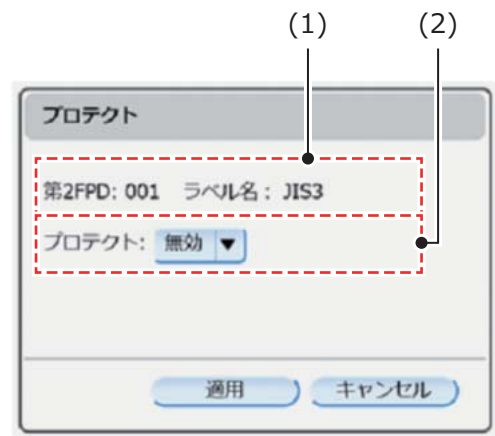 (1) (2)
プロテクト
第2FPD: 001 ラベル名 : JIS3
プロテクト: 無効 ▼
適用 キャンセル